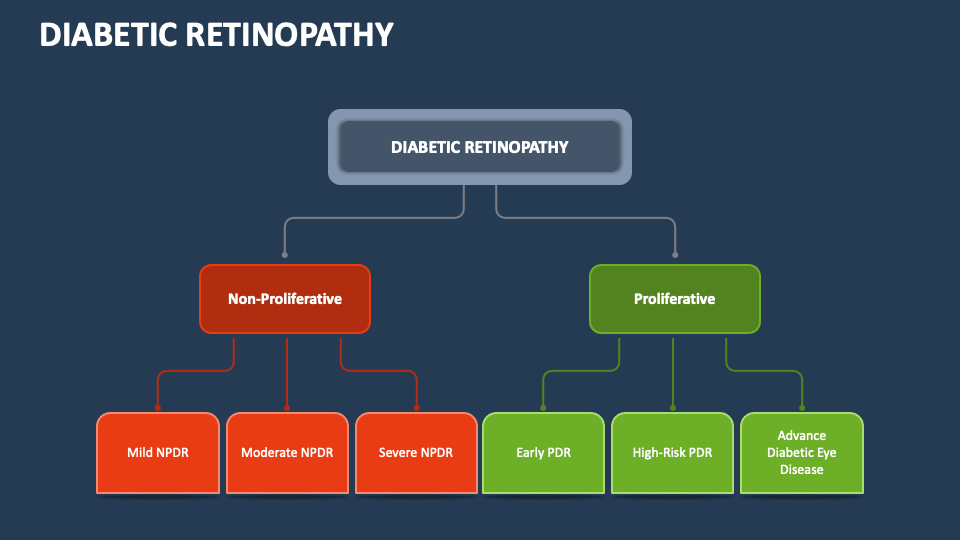 DIABETIC RETINOPATHY
DIABETIC RETINOPATHY
Non-Proliferative
Proliferative
Mild NPDR
Moderate NPDR
Severe NPDR
Early PDR
High-Risk PDR
Advance
Diabetic Eye
Disease